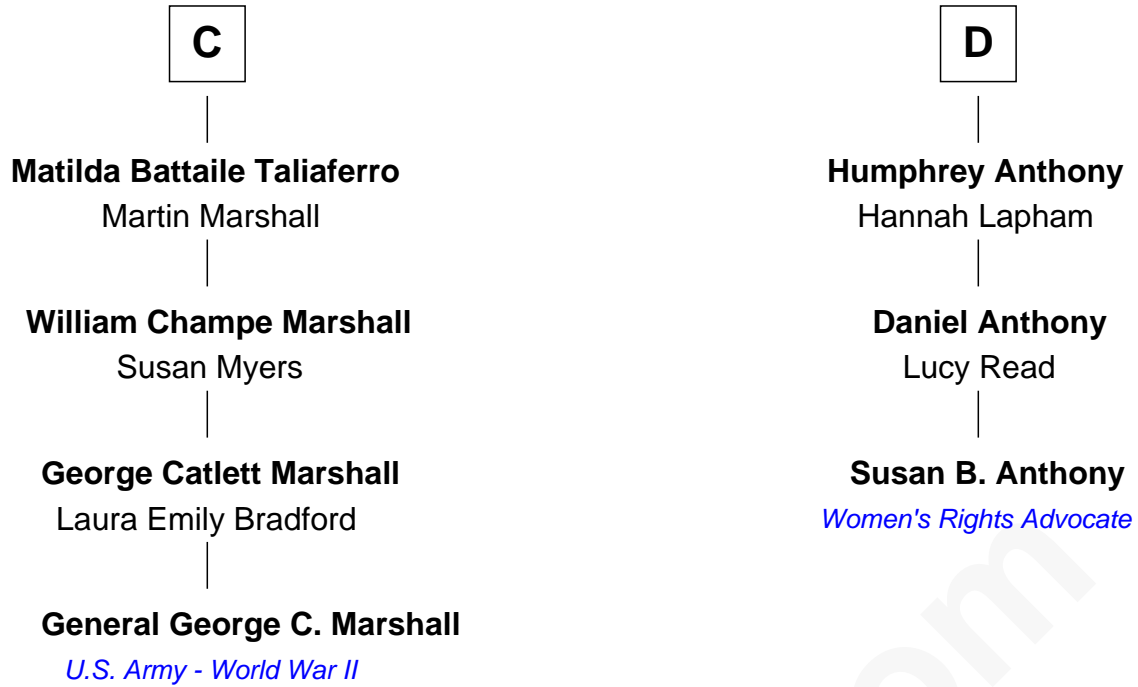 C
Matilda Battaile Taliaferro
Martin Marshall
William Champe Marshall
Susan Myers
George Catlett Marshall
Laura Emily Bradford
General George C. Marshall
U.S. Army - World War II
D
Humphrey Anthony
Hannah Lapham
Daniel Anthony
Lucy Read
Susan B. Anthony
Women's Rights Advocate
om